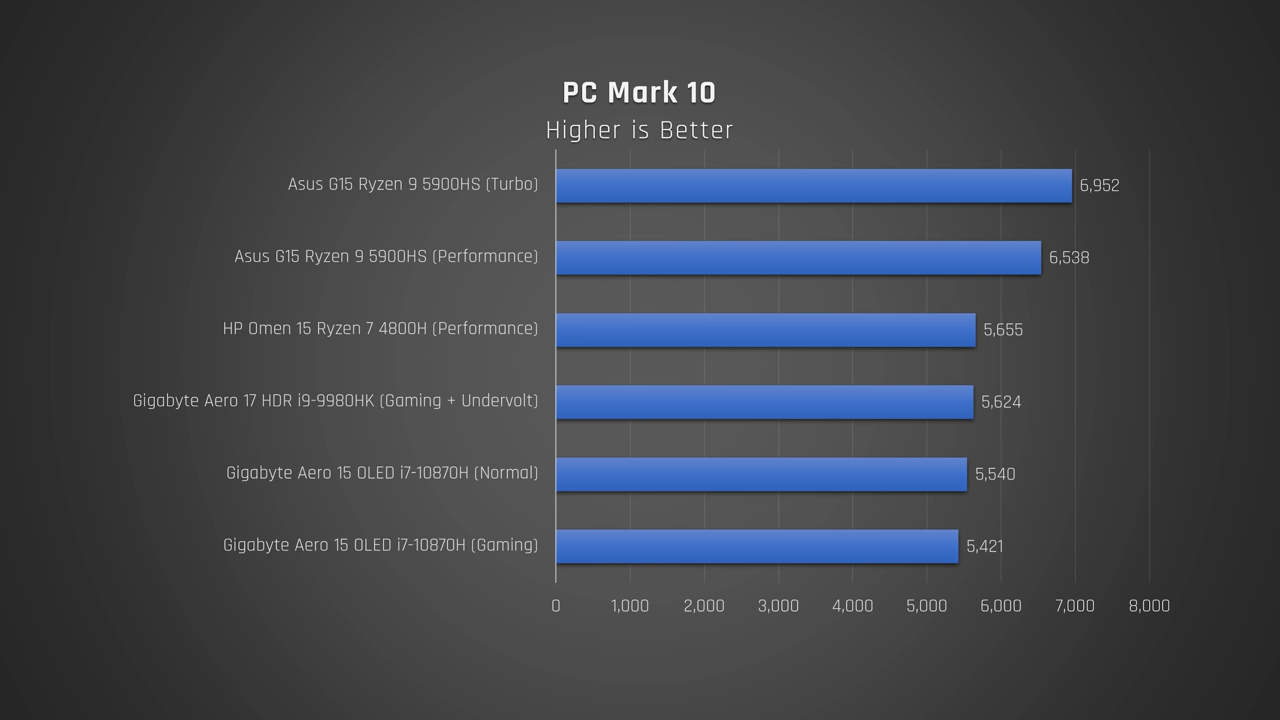 PC Mark 10
Higher is Better
Asus G15 Ryzen 9 5900HS (Turbo) 6,952
Asus G15 Ryzen 9 5900HS (Performance) 6,538
HP Omen 15 Ryzen 7 4800H (Performance) 5,655
Gigabyte Aero 17 HDR i9-9980HK (Gaming + Undervolt) 5,624
Gigabyte Aero 15 OLED i7-10870H (Normal) 5,540
Gigabyte Aero 15 OLED i7-10870H (Gaming) 5,421
0 1,000 2,000 3,000 4,000 5,000 6,000 7,000 8,000